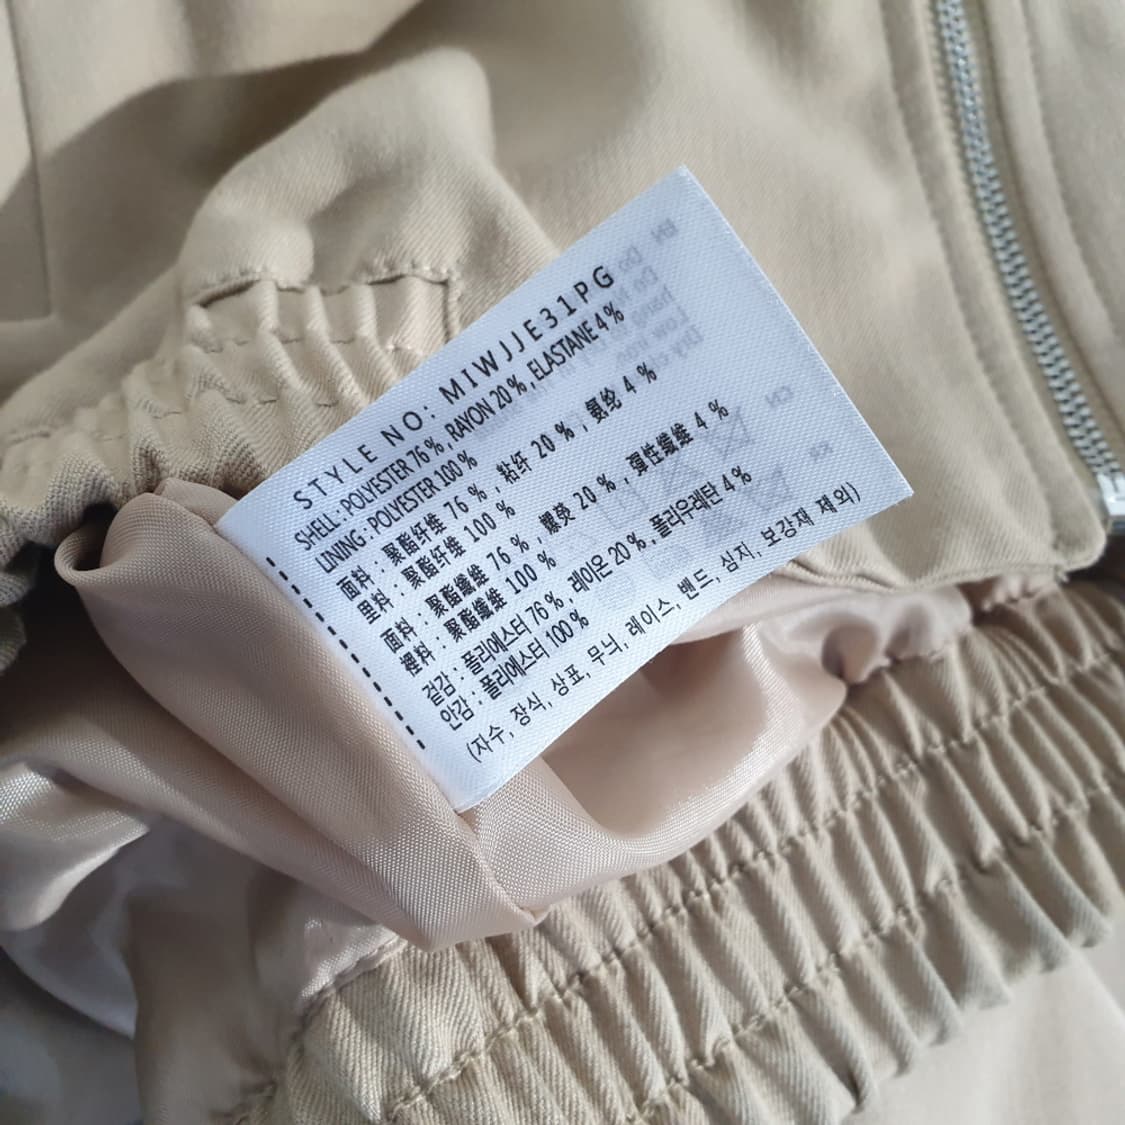 STYLE NO: MIWJJE31PG
SHELL : POLYESTER 76 % , RAYON 20 % , ELASTANE 4 %
LINING : POLYESTER 100 %
面料 : 聚酯纤维 76 % , 粘纤 20 % , 氨纶 4 %
里料 : 聚酯纤维 100 %
面料 : 聚酯纖維 76 % , 螺熒 20 % , 彈性纖維 4 %
裡料 : 聚酯纖維 100 %
겉감 : 폴리에스터 76 % , 레이온 20 % , 폴리우레탄 4 %
안감 : 폴리에스터 100 %
(자수, 장식, 상표, 무늬, 레이스, 밴드, 심지, 보강재 제외)